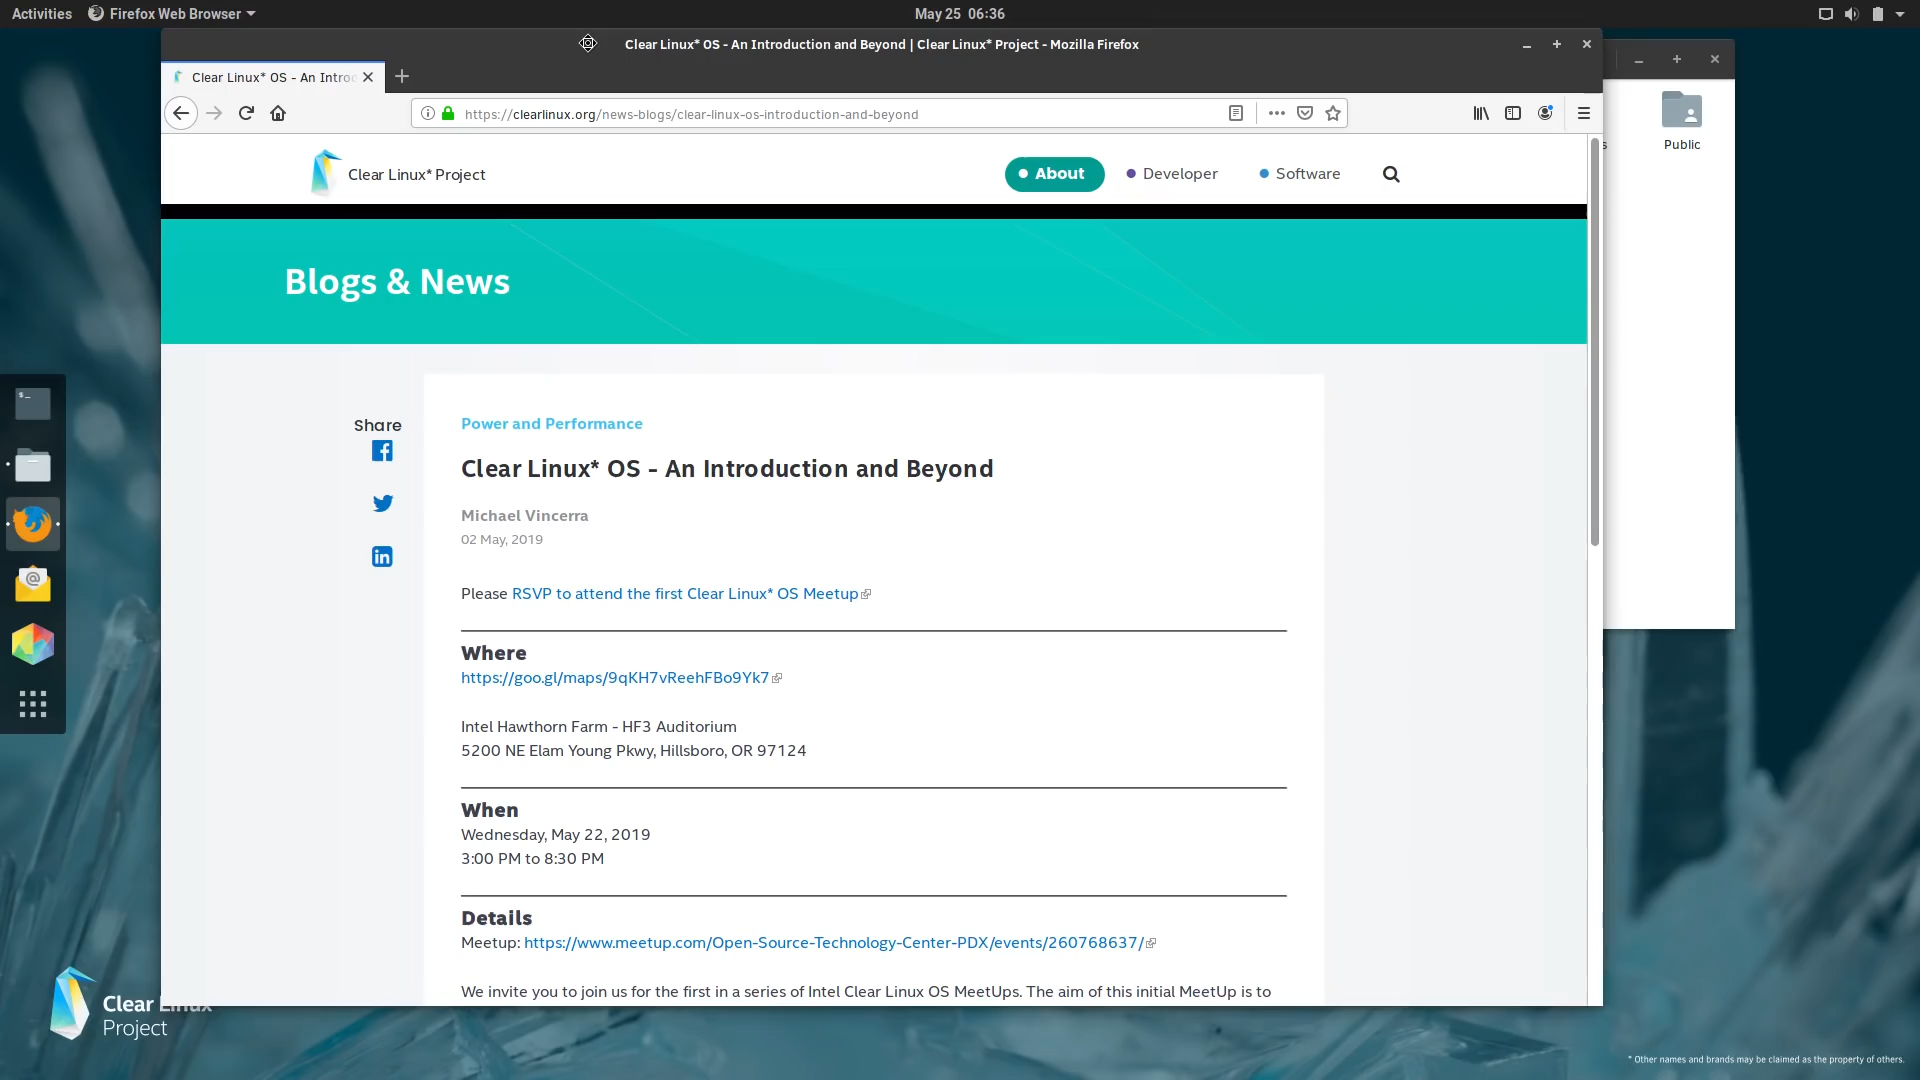 Activities
Firefox Web Browser
May 25 06:36
Clear Linux* OS - An Introduction and Beyond | Clear Linux* Project - Mozilla Firefox
Clear Linux* OS - An Intro
https://clearlinux.org/news-blogs/clear-linux-os-introduction-and-beyond
Public
Clear Linux* Project
About
Developer
Software
Blogs & News
Share
Power and Performance
Clear Linux* OS - An Introduction and Beyond
Michael Vincerra
02 May, 2019
Please RSVP to attend the first Clear Linux* OS Meetup
Where
https://goo.gl/maps/9qKH7vReehFBo9Yk7
Intel Hawthorn Farm - HF3 Auditorium
5200 NE Elam Young Pkwy, Hillsboro, OR 97124
When
Wednesday, May 22, 2019
3:00 PM to 8:30 PM
Details
Meetup: https://www.meetup.com/Open-Source-Technology-Center-PDX/events/260768637/
We invite you to join us for the first in a series of Intel Clear Linux OS MeetUps. The aim of this initial MeetUp is to
Clear Linux
Project
* Other names and brands may be claimed as the property of others.